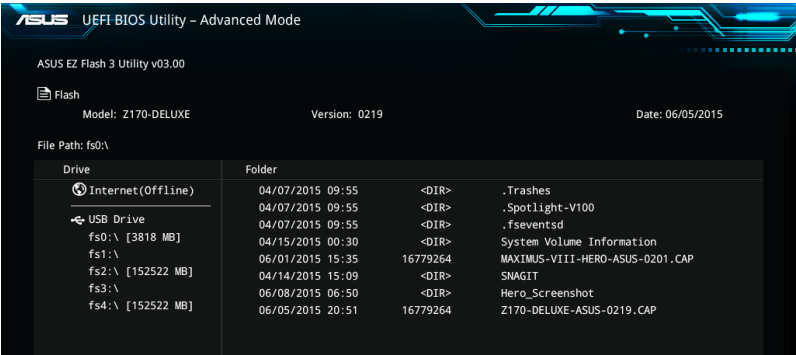 ASUS UEFI BIOS Utility – Advanced Mode
ASUS EZ Flash 3 Utility v03.00
Flash
Model: Z170-DELUXE Version: 0219 Date: 06/05/2015
File Path: fs0:\
Drive Folder
Internet(Offline) 04/07/2015 09:55 <DIR> .Trashes
04/07/2015 09:55 <DIR> .Spotlight-V100
USB Drive 04/07/2015 09:55 <DIR> .fseventsd
fs0:\ [3818 MB] 04/15/2015 00:30 <DIR> System Volume Information
fs1:\ 06/01/2015 15:35 16779264 MAXIMUS-VIII-HERO-ASUS-0201.CAP
fs2:\ [152522 MB] 04/14/2015 15:09 <DIR> SNAGIT
fs3:\ 06/08/2015 06:50 <DIR> Hero_Screenshot
fs4:\ [152522 MB] 06/05/2015 20:51 16779264 Z170-DELUXE-ASUS-0219.CAP